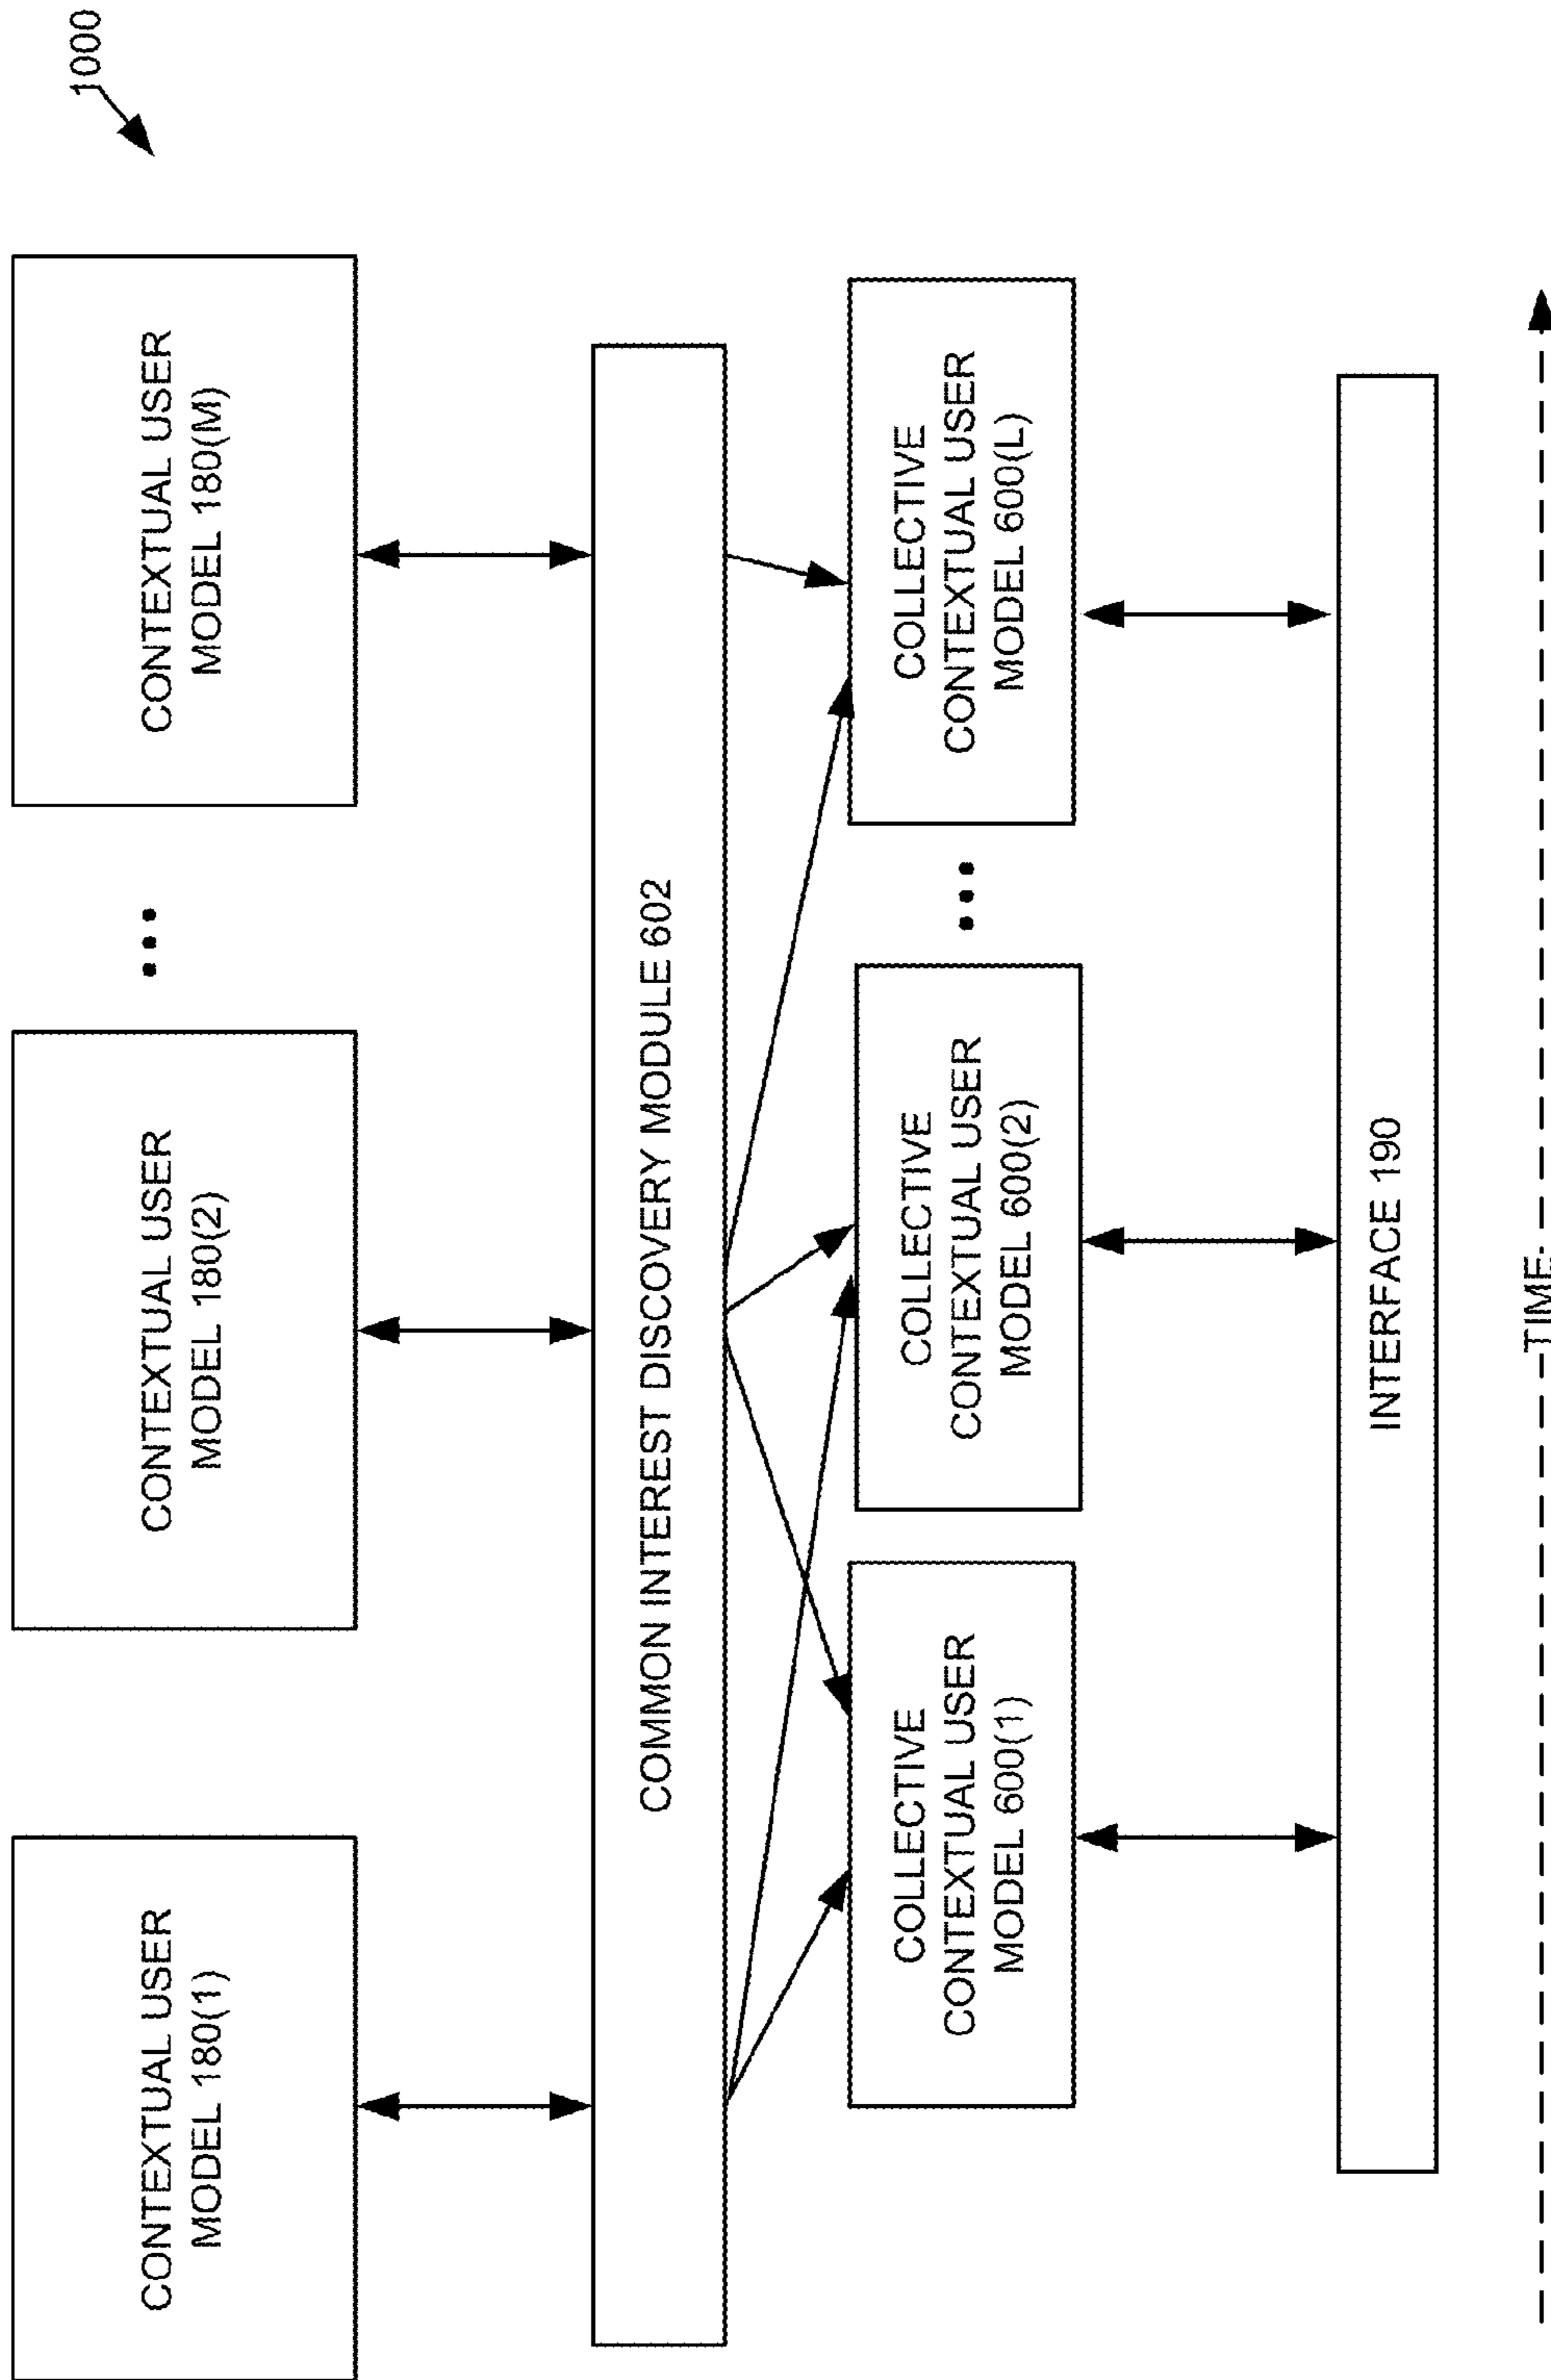 1000
CONTEXTUAL USER
MODEL 180(1)
CONTEXTUAL USER
MODEL 180(2)
...
CONTEXTUAL USER
MODEL 180(M)
COMMON INTEREST DISCOVERY MODULE 602
COLLECTIVE
CONTEXTUAL USER
MODEL 600(1)
COLLECTIVE
CONTEXTUAL USER
MODEL 600(2)
...
COLLECTIVE
CONTEXTUAL USER
MODEL 600(L)
INTERFACE 190
TIME